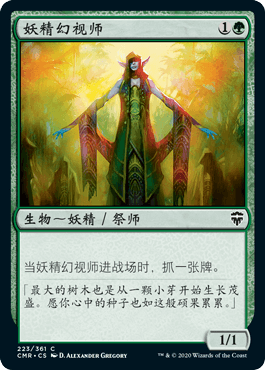 妖精幻视师 1
生物～妖精／祭师
当妖精幻视师进战场时，抓一张牌。
「最大的树木也是从一颗小芽开始生长茂
盛。愿你心中的种子也如这般硕果累累。」
1/1
223/361 C
CMR • CS D. ALEXANDER GREGORY
™ & © 2020 Wizards of the Coast